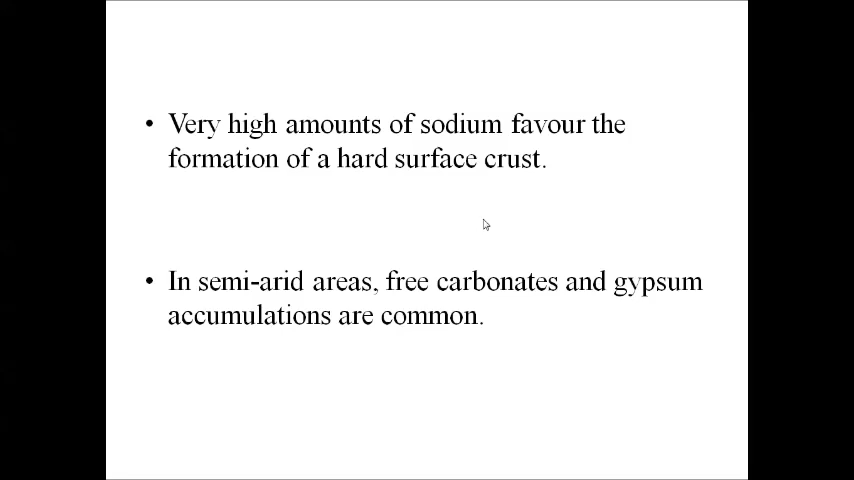 • Very high amounts of sodium favour the
formation of a hard surface crust.
• In semi-arid areas, free carbonates and gypsum
accumulations are common.